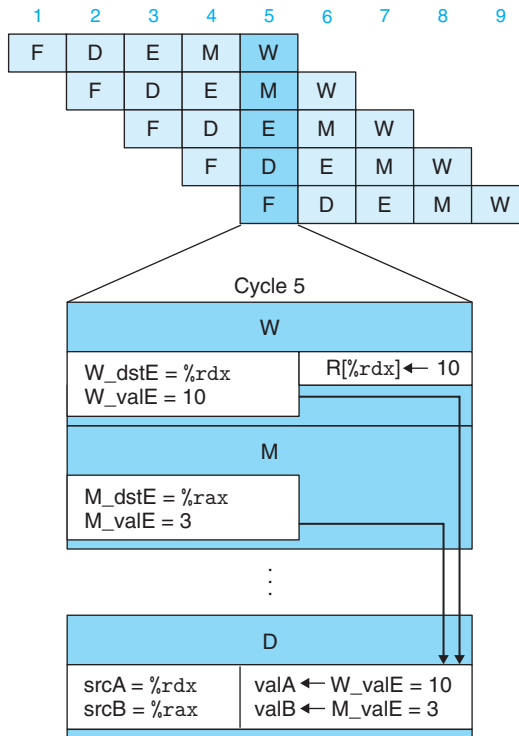 1 2 3 4 5 6 7 8 9
F D E M W
F D E M W
F D E M W
F D E M W
F D E M W
Cycle 5
W
W_dstE = %rdx
W_valE = 10
R[%rdx] ← 10
M
M_dstE = %rax
M_valE = 3
. . .
D
srcA = %rdx
srcB = %rax
valA ← W_valE = 10
valB ← M_valE = 3